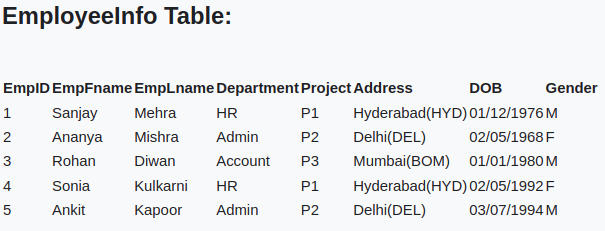 EmployeeInfo Table:
EmpID EmpFname EmpLname Department Project Address DOB Gender
1 Sanjay Mehra HR P1 Hyderabad(HYD) 01/12/1976 M
2 Ananya Mishra Admin P2 Delhi(DEL) 02/05/1968 F
3 Rohan Diwan Account P3 Mumbai(BOM) 01/01/1980 M
4 Sonia Kulkarni HR P1 Hyderabad(HYD) 02/05/1992 F
5 Ankit Kapoor Admin P2 Delhi(DEL) 03/07/1994 M